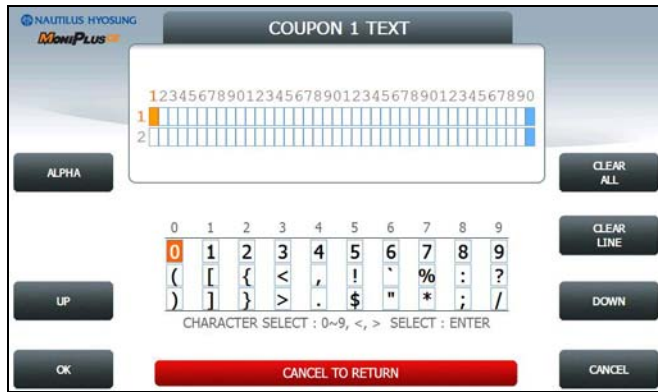 NAUTILUS HYOSUNG
MoniPlus CE
COUPON 1 TEXT
1234567890123456789012345678901234567890
1
2
ALPHA
CLEAR ALL
0 1 2 3 4 5 6 7 8 9
0 1 2 3 4 5 6 7 8 9
( [ { < , ! ` % : ?
) ] } > . $ " * ; /
CLEAR LINE
UP
DOWN
CHARACTER SELECT : 0~9, <, > SELECT : ENTER
OK
CANCEL TO RETURN
CANCEL